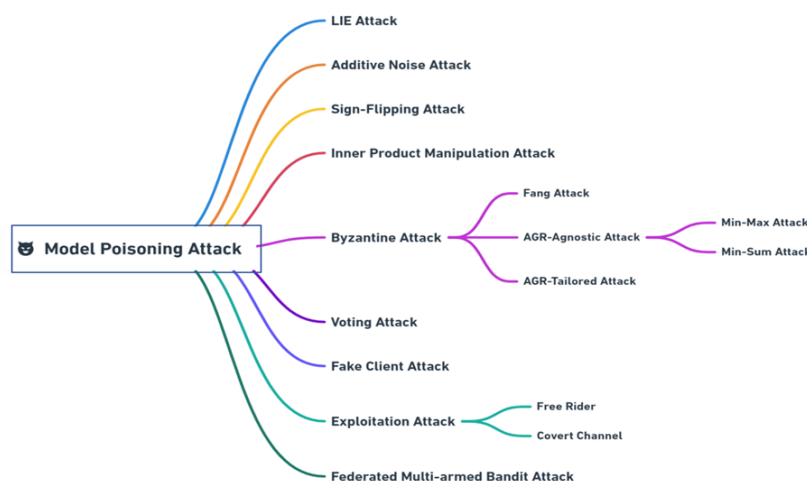 LIE Attack
Additive Noise Attack
Sign-Flipping Attack
Inner Product Manipulation Attack
Model Poisoning Attack
Byzantine Attack
Fang Attack
AGR-Agnostic Attack
Min-Max Attack
Min-Sum Attack
AGR-Tailored Attack
Voting Attack
Fake Client Attack
Exploitation Attack
Free Rider
Covert Channel
Federated Multi-armed Bandit Attack